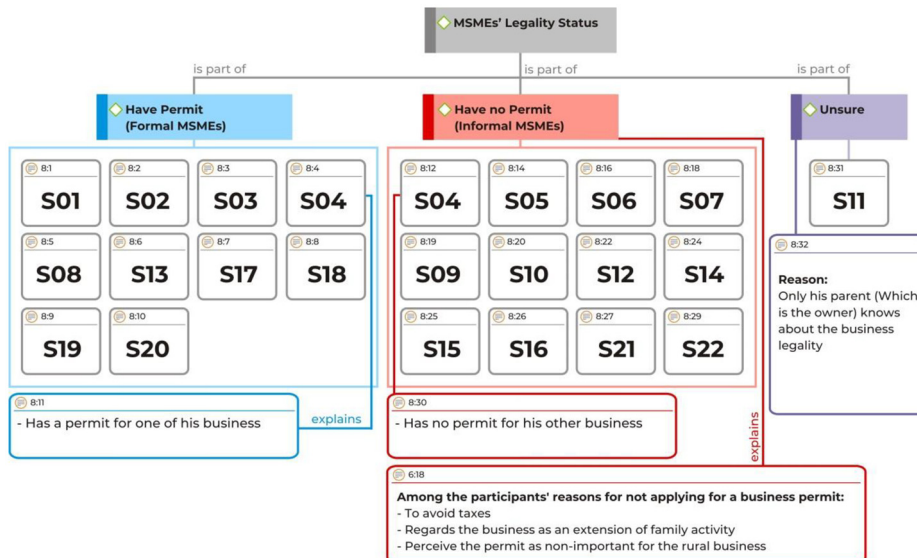 MSMEs' Legality Status
is part of
is part of
is part of
Have Permit
(Formal MSMEs)
Have no Permit
(Informal MSMEs)
Unsure
8:1
8:2
8:3
8:4
S01
S02
S03
S04
8:5
8:6
8:7
8:8
S08
S13
S17
S18
8:9
8:10
S19
S20
8:11
- Has a permit for one of his business
explains
8:12
8:14
8:16
8:18
S04
S05
S06
S07
8:19
8:20
8:22
8:24
S09
S10
S12
S14
8:25
8:26
8:27
8:29
S15
S16
S21
S22
8:30
- Has no permit for his other business
explains
6:18
Among the participants' reasons for not applying for a business permit:
- To avoid taxes
- Regards the business as an extension of family activity
- Perceive the permit as non-important for the rural business
8:31
S11
8:32
Reason:
Only his parent (Which
is the owner) knows
about the business
legality